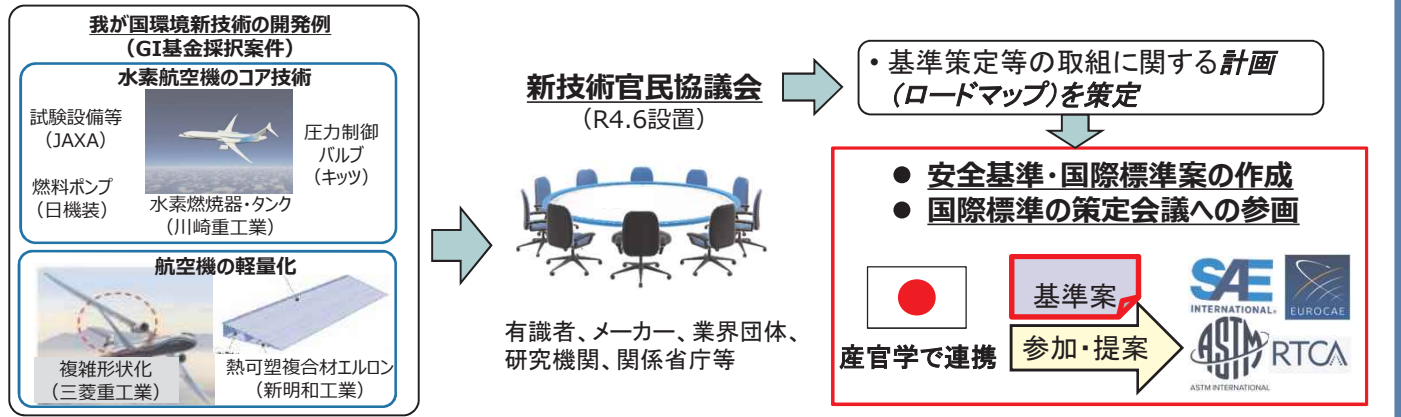 我が国環境新技術の開発例
（GI基金採択案件）
水素航空機のコア技術
試験設備等
（JAXA）
圧力制御
バルブ
（キッツ）
燃料ポンプ
（日機装）
水素燃焼器・タンク
（川崎重工業）
航空機の軽量化
複雑形状化
（三菱重工業）
熱可塑複合材エルロン
（新明和工業）
新技術官民協議会
（R4.6設置）
有識者、メーカー、業界団体、
研究機関、関係省庁等
・基準策定等の取組に関する計画
（ロードマップ）を策定
● 安全基準・国際標準案の作成
● 国際標準の策定会議への参画
産官学で連携
基準案
参加・提案
SAE
INTERNATIONAL®
EUROCAE
ASTM
ASTM INTERNATIONAL
RTCA